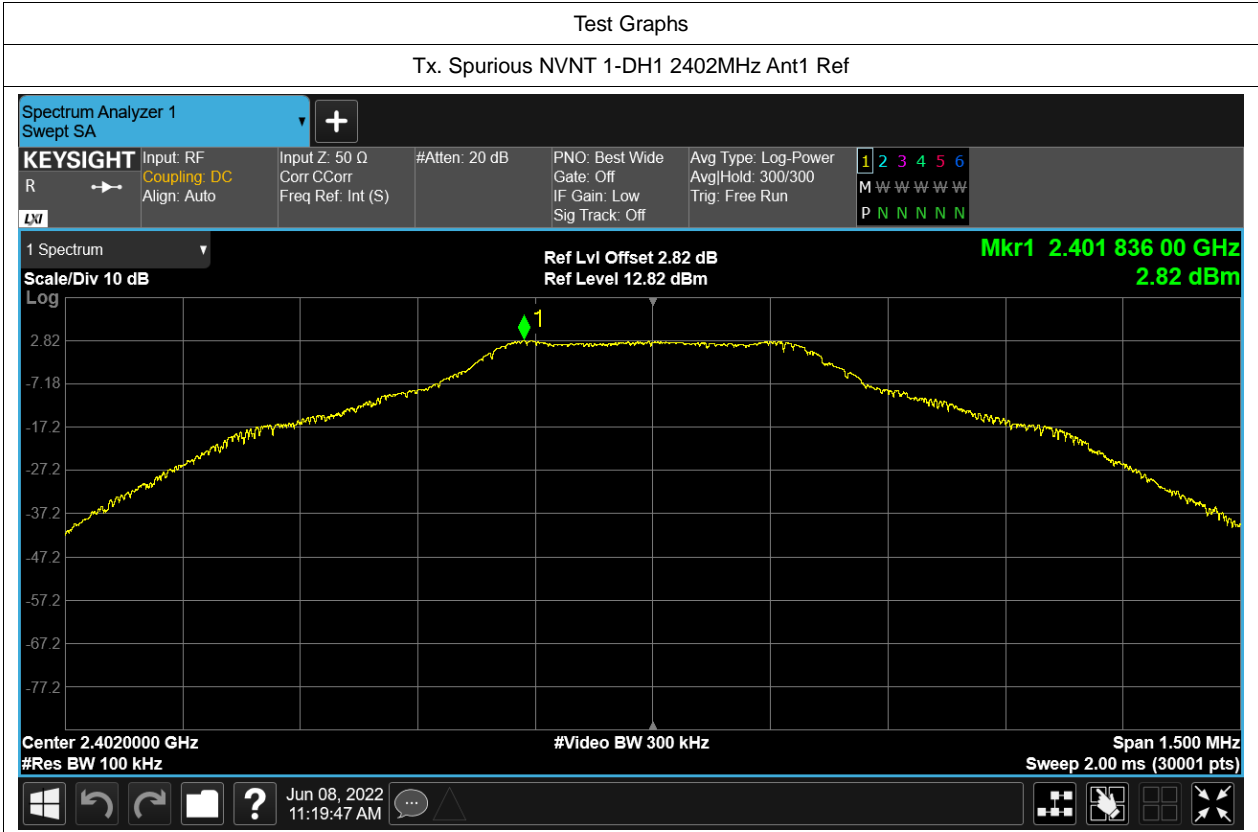 Test Graphs
Tx. Spurious NVNT 1-DH1 2402MHz Ant1 Ref
Spectrum Analyzer 1
Swept SA
KEYSIGHT
R
LXI
Input: RF
Coupling: DC
Align: Auto
Input Z: 50 Ω
Corr CCorr
Freq Ref: Int (S)
#Atten: 20 dB
PNO: Best Wide
Gate: Off
IF Gain: Low
Sig Track: Off
Avg Type: Log-Power
Avg|Hold: 300/300
Trig: Free Run
1 2 3 4 5 6
M W W W W W
P N N N N N
1 Spectrum
Scale/Div 10 dB
Log
Ref Lvl Offset 2.82 dB
Ref Level 12.82 dBm
Mkr1 2.401 836 00 GHz
2.82 dBm
1
2.82
-7.18
-17.2
-27.2
-37.2
-47.2
-57.2
-67.2
-77.2
Center 2.4020000 GHz
#Res BW 100 kHz
#Video BW 300 kHz
Span 1.500 MHz
Sweep 2.00 ms (30001 pts)
?
Jun 08, 2022
11:19:47 AM